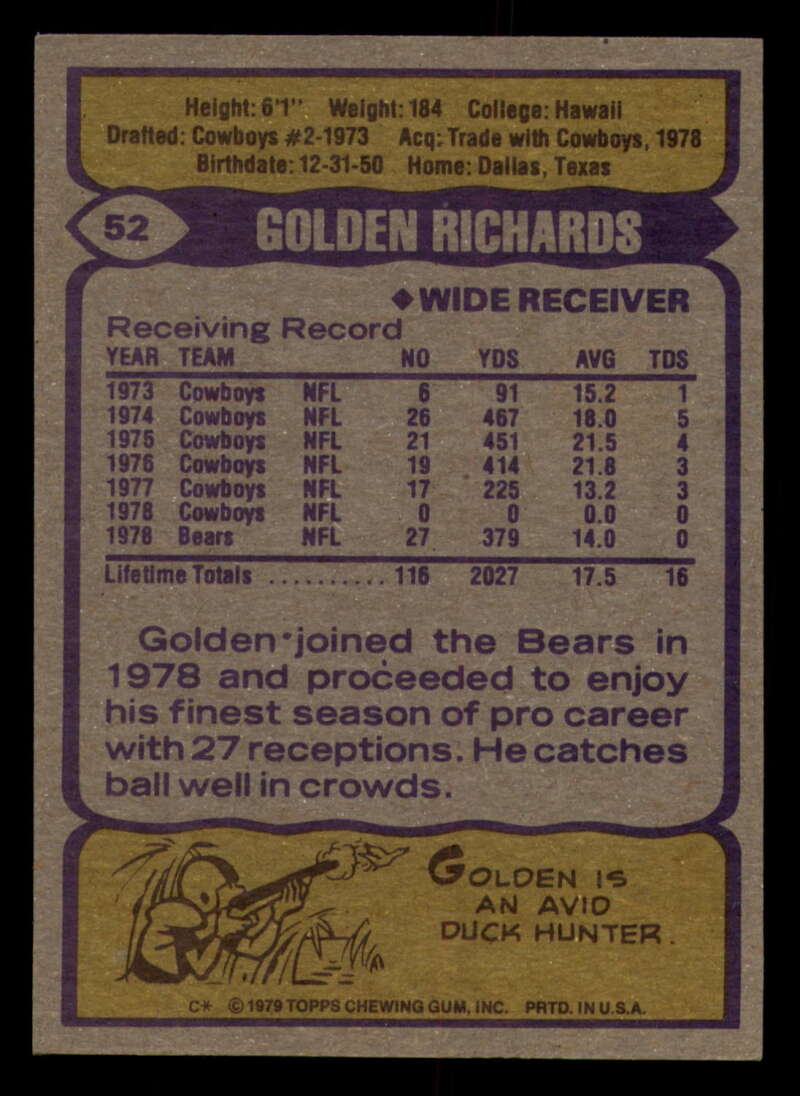 Height: 6'1" Weight: 184 College: Hawaii
Drafted: Cowboys #2-1973 Acq: Trade with Cowboys, 1978
Birthdate: 12-31-50 Home: Dallas, Texas
52 GOLDEN RICHARDS
◆WIDE RECEIVER
Receiving Record
YEAR TEAM NO YDS AVG TDS
1973 Cowboys NFL 6 91 15.2 1
1974 Cowboys NFL 26 467 18.0 5
1975 Cowboys NFL 21 451 21.5 4
1976 Cowboys NFL 19 414 21.8 3
1977 Cowboys NFL 17 225 13.2 3
1978 Cowboys NFL 0 0 0.0 0
1978 Bears NFL 27 379 14.0 0
Lifetime Totals .......... 116 2027 17.5 16
Golden joined the Bears in
1978 and proceeded to enjoy
his finest season of pro career
with 27 receptions. He catches
ball well in crowds.
GOLDEN IS
AN AVID
DUCK HUNTER.
C* © 1979 TOPPS CHEWING GUM, INC. PRTD. IN U.S.A.